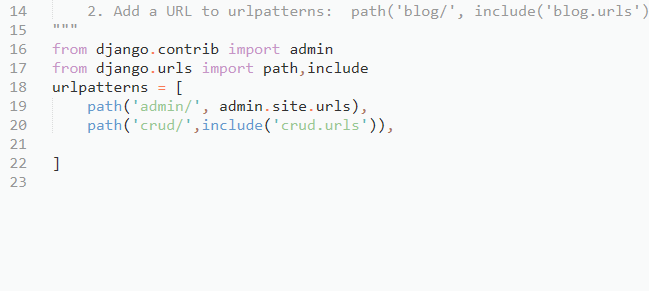 14 2. Add a URL to urlpatterns:  path('blog/', include('blog.urls')
15 """
16 from django.contrib import admin
17 from django.urls import path,include
18 urlpatterns = [
19     path('admin/', admin.site.urls),
20     path('crud/',include('crud.urls')),
21
22 ]
23